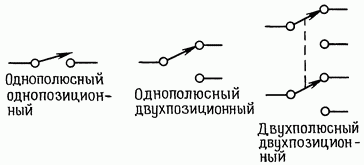 Однополюсный
однопозицион-
ный
Однополюсный
двухпозиционный
Двухполюсный
двухпозицион-
ный